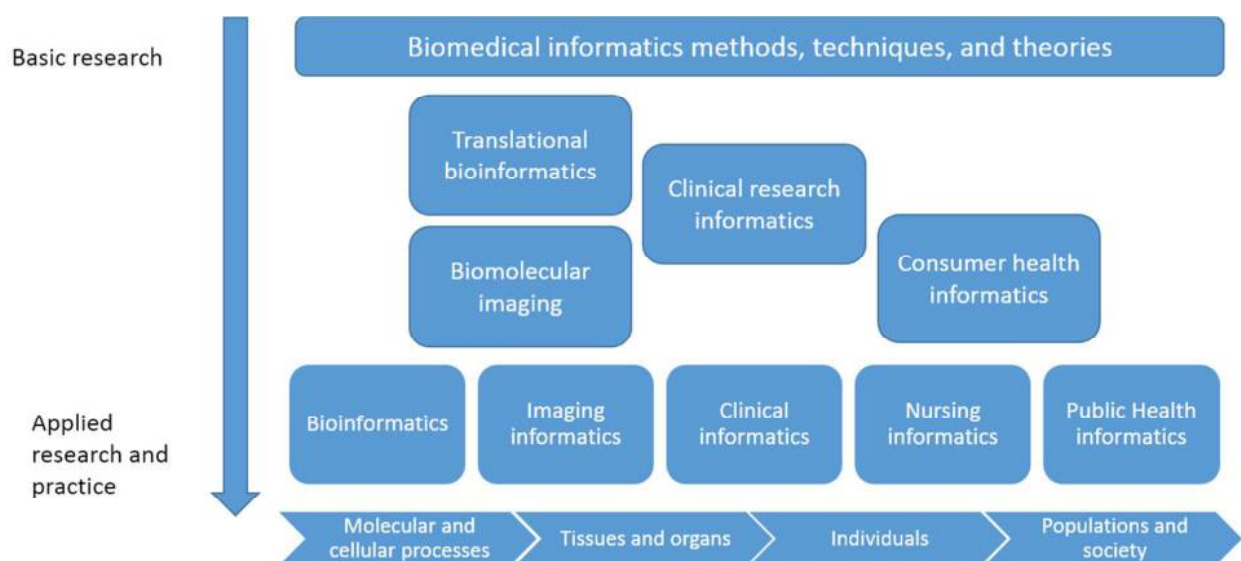 Basic research
Biomedical informatics methods, techniques, and theories
Translational
bioinformatics
Clinical research
informatics
Biomolecular
imaging
Consumer health
informatics
Applied
research and
practice
Bioinformatics
Imaging
informatics
Clinical
informatics
Nursing
informatics
Public Health
informatics
Molecular and
cellular processes
Tissues and organs
Individuals
Populations and
society